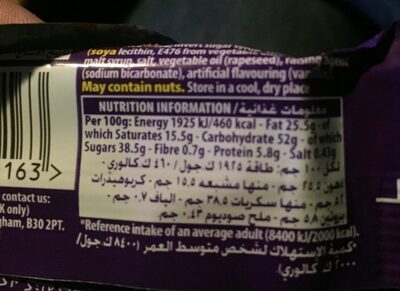 invert sugar
(soya lecithin, E476 from
malt syrup, salt, vegetable oil (rapeseed), raising agent
(sodium bicarbonate), artificial flavouring
May contain nuts. Store in a cool, dry place
NUTRITION INFORMATION / معلومات غذائية
Per 100g: Energy 1925 kJ/460 kcal - Fat 25.5g - of
which Saturates 15.5g - Carbohydrate 52g - of which
Sugars 38.5g - Fibre 0.7g - Protein 5.8g - Salt 0.43g
لكل ١٠٠ جم: طاقة ١٩٢٥ ك جول/٤٦٠ ك كالوري -
دهون ٢٥،٥ جم - منها مشبعه ١٥،٥ جم - كربوهيدرات
٥٢ جم - منها سكريات ٣٨،٥ جم - الياف ٠،٧ جم -
بروتين ٥،٨ جم - ملح صوديوم ٠،٤٣ جم
*Reference intake of an average adult (8400 kJ/2000 kcal).
*كمية الاستهلاك لشخص متوسط العمر (٨٤٠٠ ك جول/
٢٠٠٠ ك كالوري)
163 >
contact us:
K only)
gham, B30 2PT.